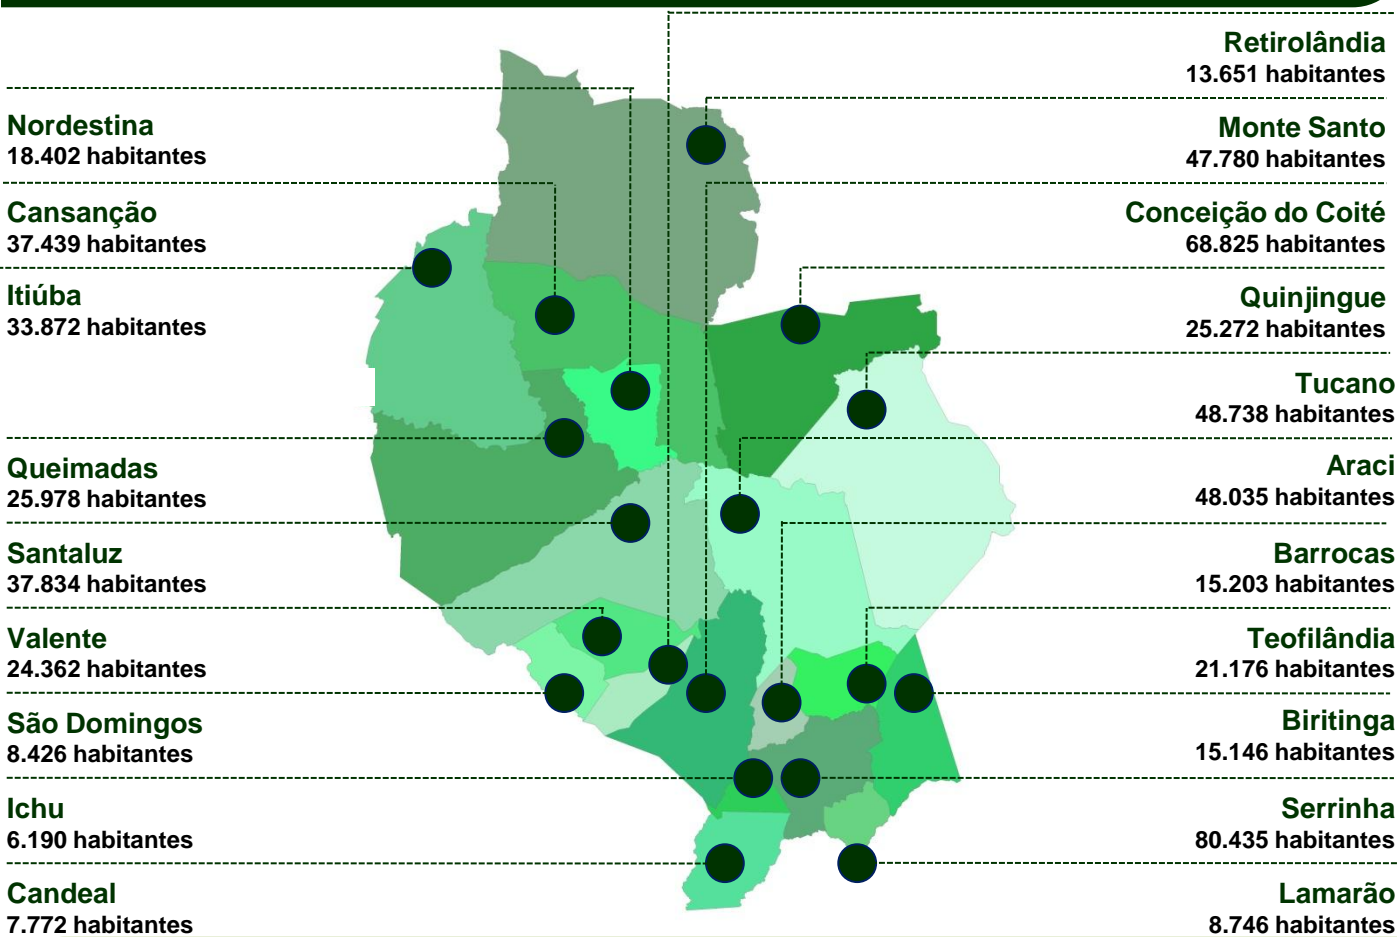 Nordestina
18.402 habitantes
Cansanção
37.439 habitantes
Itiúba
33.872 habitantes
Queimadas
25.978 habitantes
Santaluz
37.834 habitantes
Valente
24.362 habitantes
São Domingos
8.426 habitantes
Ichu
6.190 habitantes
Candeal
7.772 habitantes
Retirolândia
13.651 habitantes
Monte Santo
47.780 habitantes
Conceição do Coité
68.825 habitantes
Quinjingue
25.272 habitantes
Tucano
48.738 habitantes
Araci
48.035 habitantes
Barrocas
15.203 habitantes
Teofilândia
21.176 habitantes
Biritinga
15.146 habitantes
Serrinha
80.435 habitantes
Lamarão
8.746 habitantes